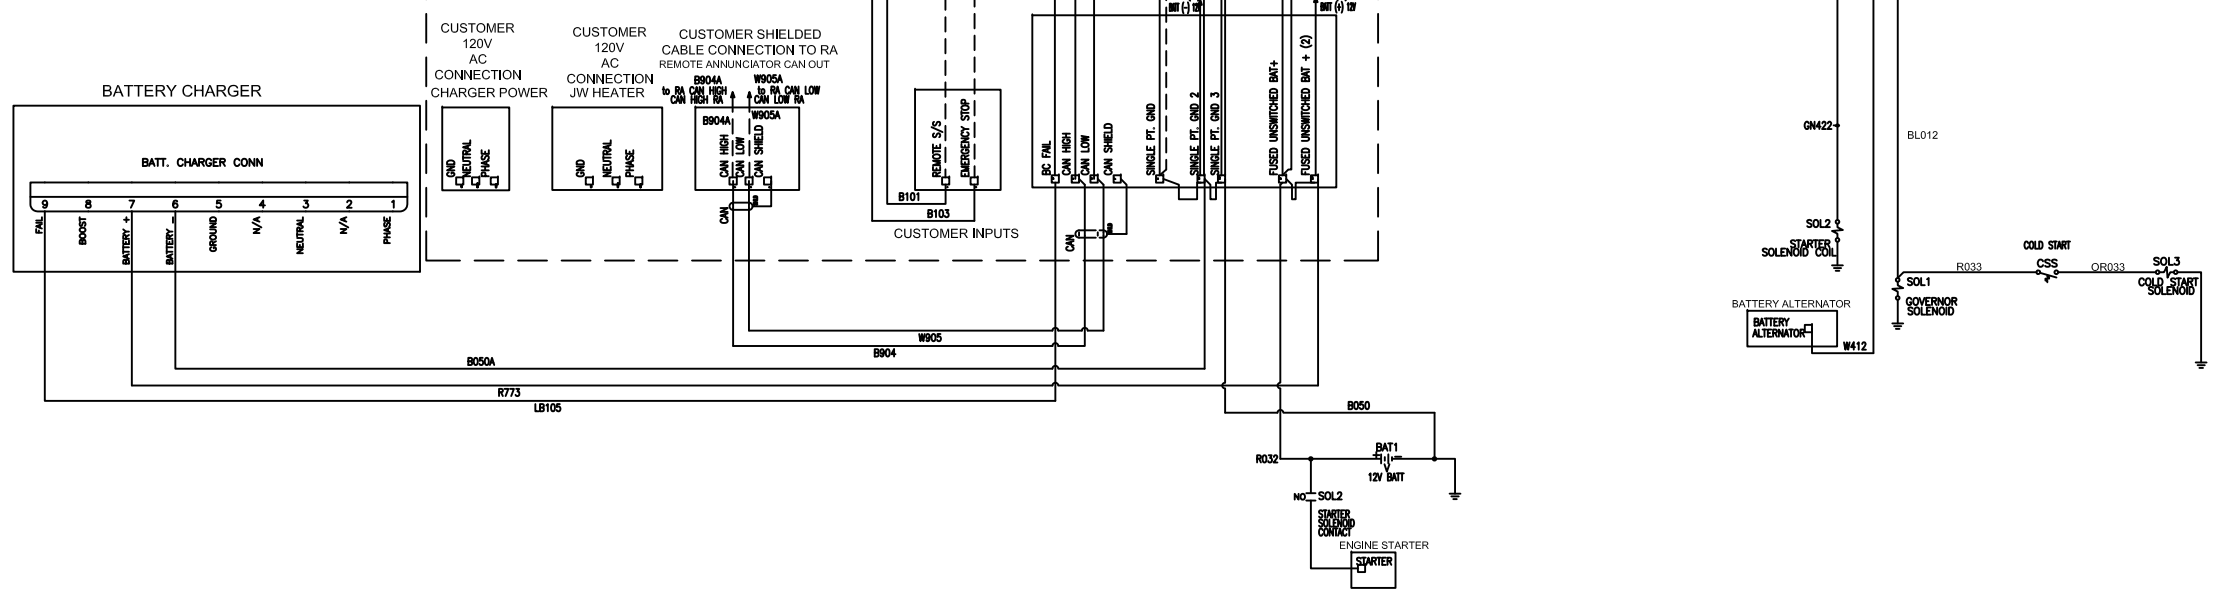 BATTERY CHARGER
BATT. CHARGER CONN
9 8 7 6 5 4 3 2 1
FAIL
BOOST
BATTERY +
BATTERY -
GROUND
N/A
NEUTRAL
N/A
PHASE
CUSTOMER
120V
AC
CONNECTION
CHARGER POWER
GND
NEUTRAL
PHASE
CUSTOMER
120V
AC
CONNECTION
JW HEATER
GND
NEUTRAL
PHASE
CUSTOMER SHIELDED
CABLE CONNECTION TO RA
REMOTE ANNUNCIATOR CAN OUT
B904A
to RA CAN HIGH
CAN HIGH RA
W905A
to RA CAN LOW
CAN LOW RA
B904A
W905A
CAN HIGH
CAN LOW
CAN SHIELD
CAN
REMOTE S/S
EMERGENCY STOP
B101
B103
CUSTOMER INPUTS
BATT (-) 12V
BATT (+) 12V
BC FAIL
CAN HIGH
CAN LOW
CAN SHIELD
SINGLE PT. GND
SINGLE PT. GND 2
SINGLE PT. GND 3
FUSED UNSWITCHED BAT+
FUSED UNSWITCHED BAT + (2)
CAN
W905
B904
B050A
R773
LB105
B050
R032
BAT1
+ -
12V BATT
NO
SOL2
STARTER
SOLENOID
CONTACT
ENGINE STARTER
STARTER
GN422
BL012
SOL2
STARTER
SOLENOID COIL
BATTERY ALTERNATOR
BATTERY
ALTERNATOR
W412
SOL1
GOVERNOR
SOLENOID
R033
COLD START
CSS
OR033
SOL3
COLD START
SOLENOID